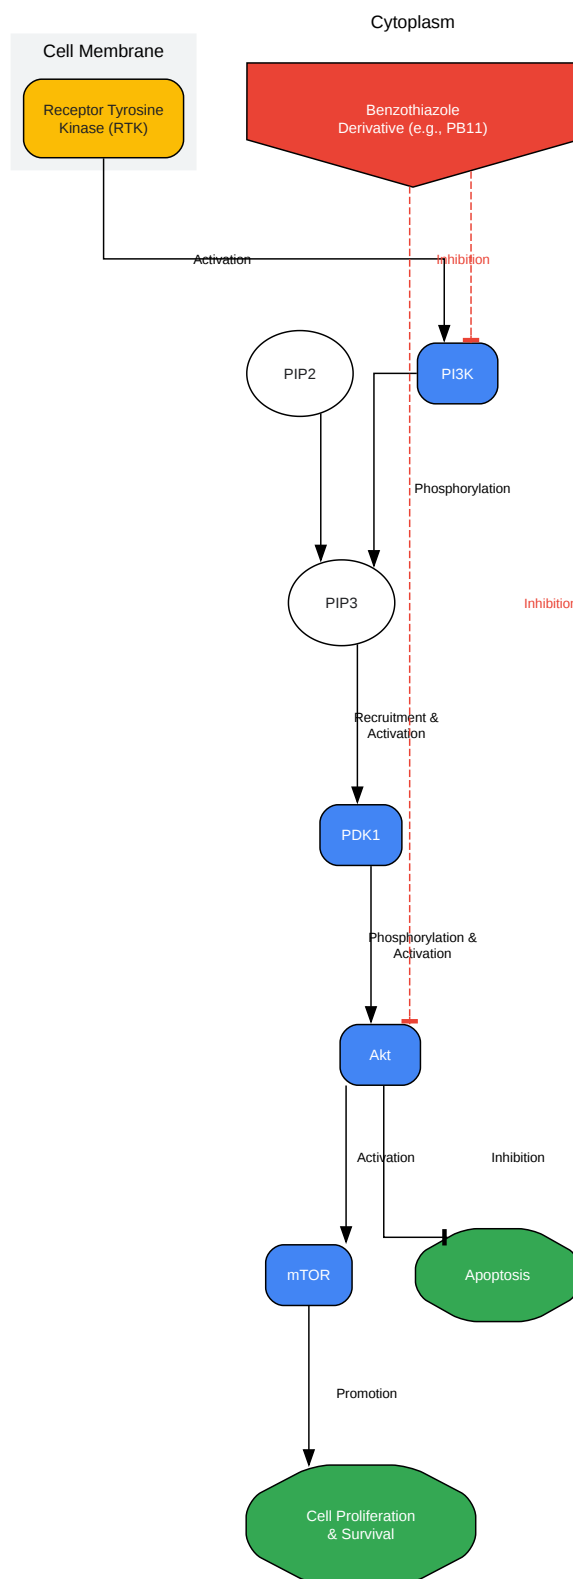 Cytoplasm
Cell Membrane
Receptor Tyrosine
Kinase (RTK)
Benzothiazole
Derivative (e.g., PB11)
Activation
Inhibition
PIP2
PI3K
Phosphorylation
PIP3
Inhibition
Recruitment &
Activation
PDK1
Phosphorylation &
Activation
Akt
Activation
Inhibition
mTOR
Apoptosis
Promotion
Cell Proliferation
& Survival